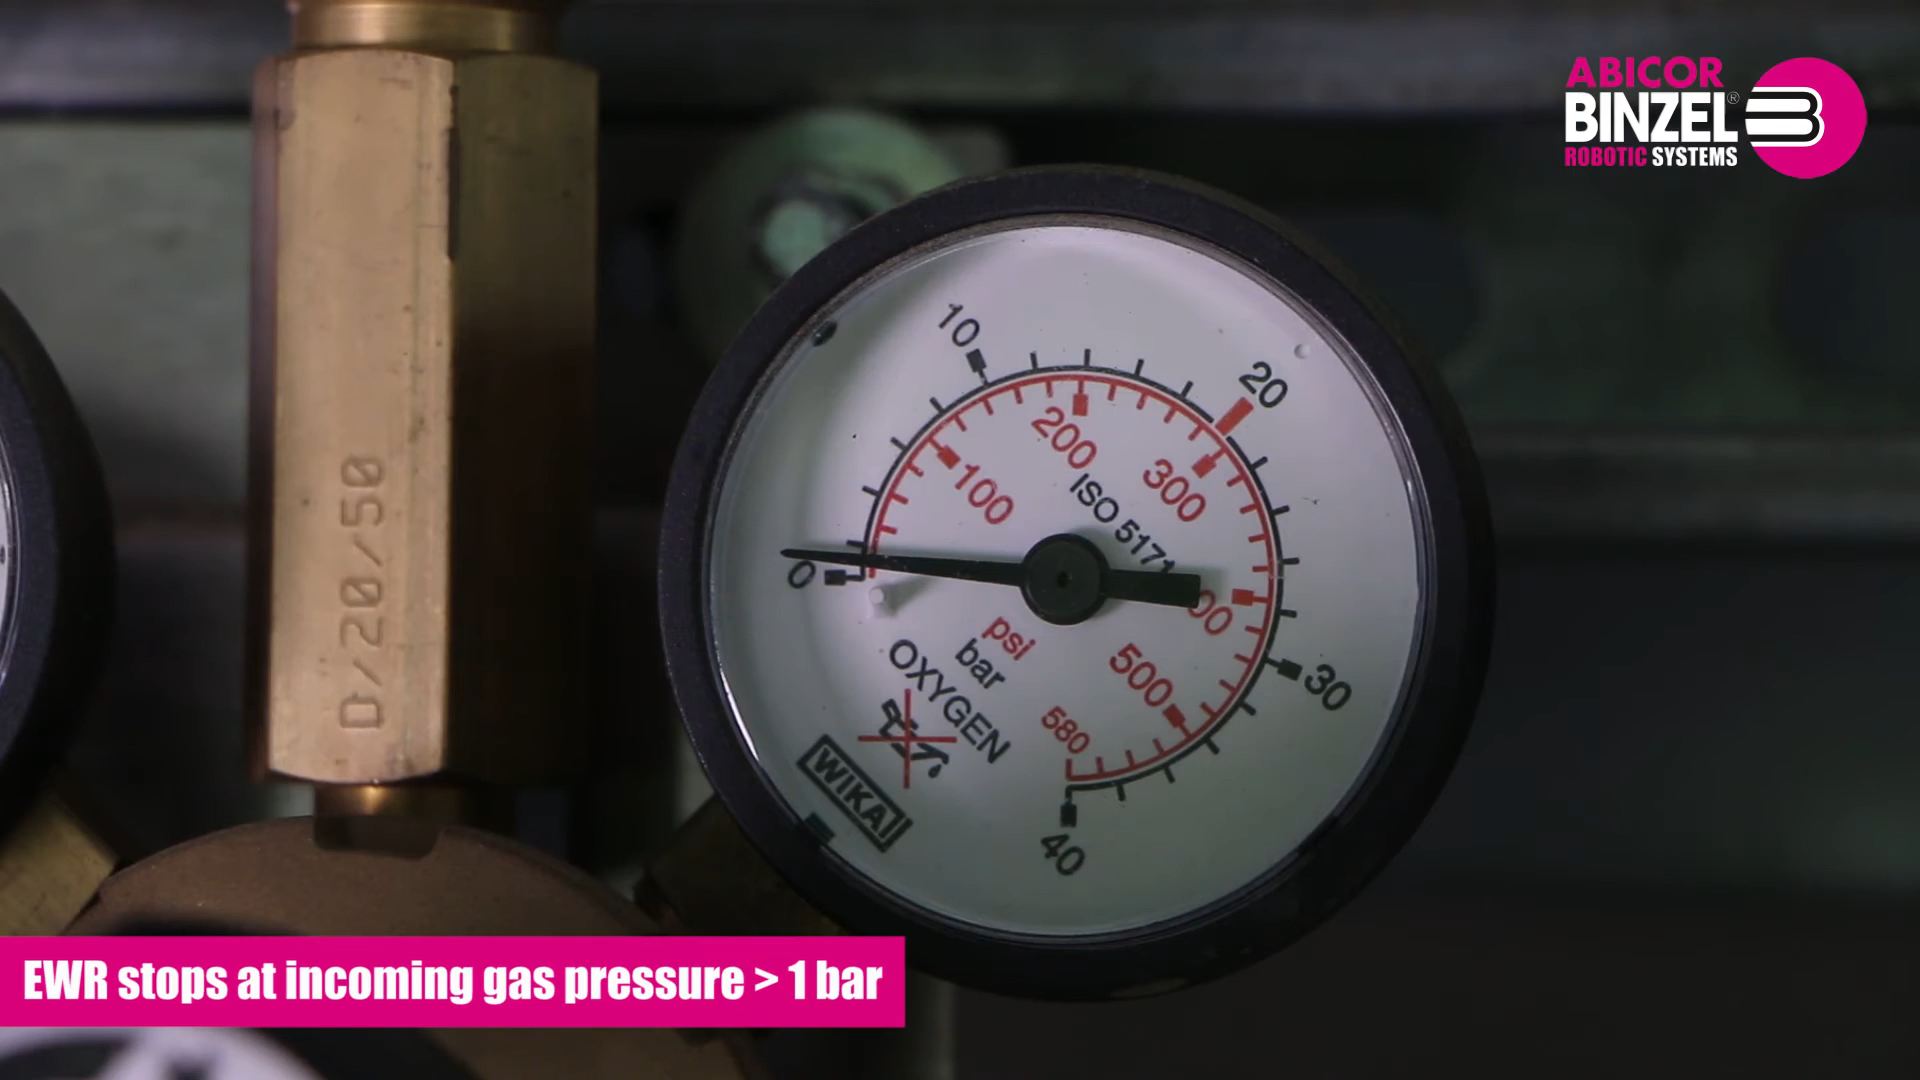 ABICOR
BINZEL®
ROBOTIC SYSTEMS
D/20/50
0
10
20
30
40
100
200
300
500
580
ISO 5171
psi
bar
OXYGEN
WIKA
EWR stops at incoming gas pressure > 1 bar